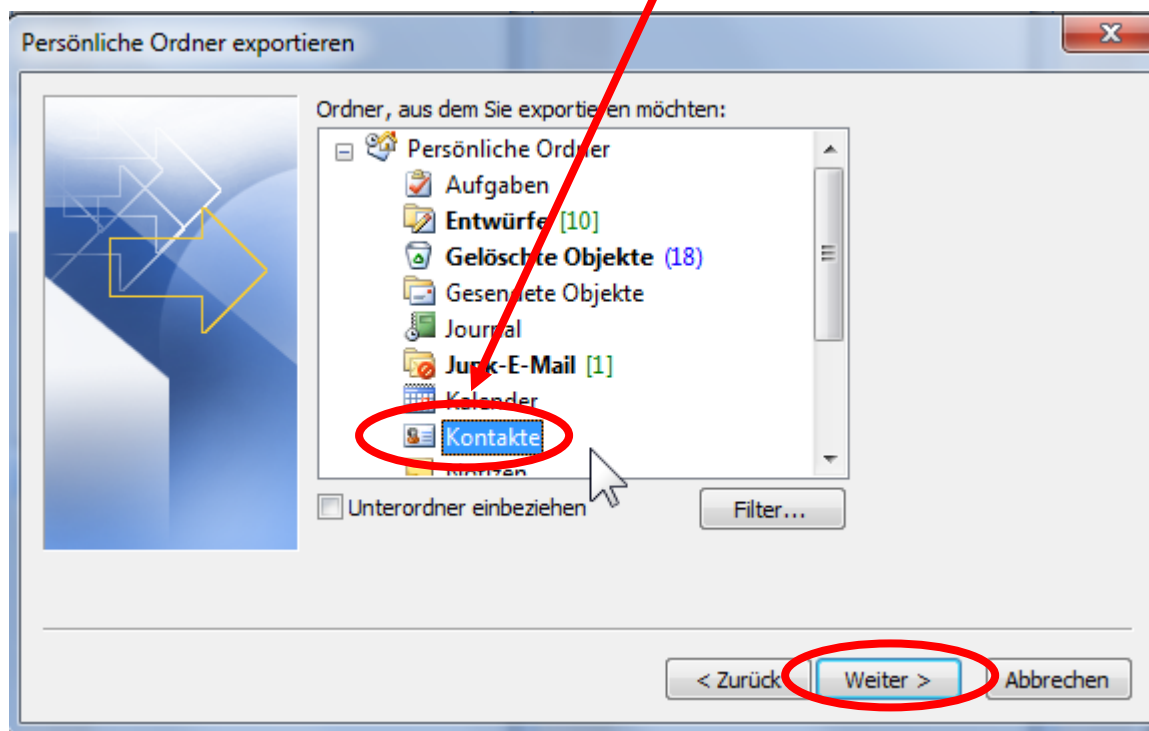 Persönliche Ordner exportieren
Ordner, aus dem Sie exportieren möchten:
Persönliche Ordner
Aufgaben
Entwürfe [10]
Gelöschte Objekte (18)
Gesendete Objekte
Journal
Junk-E-Mail [1]
Kalender
Kontakte
Notizen
Unterordner einbeziehen
Filter...
< Zurück
Weiter >
Abbrechen